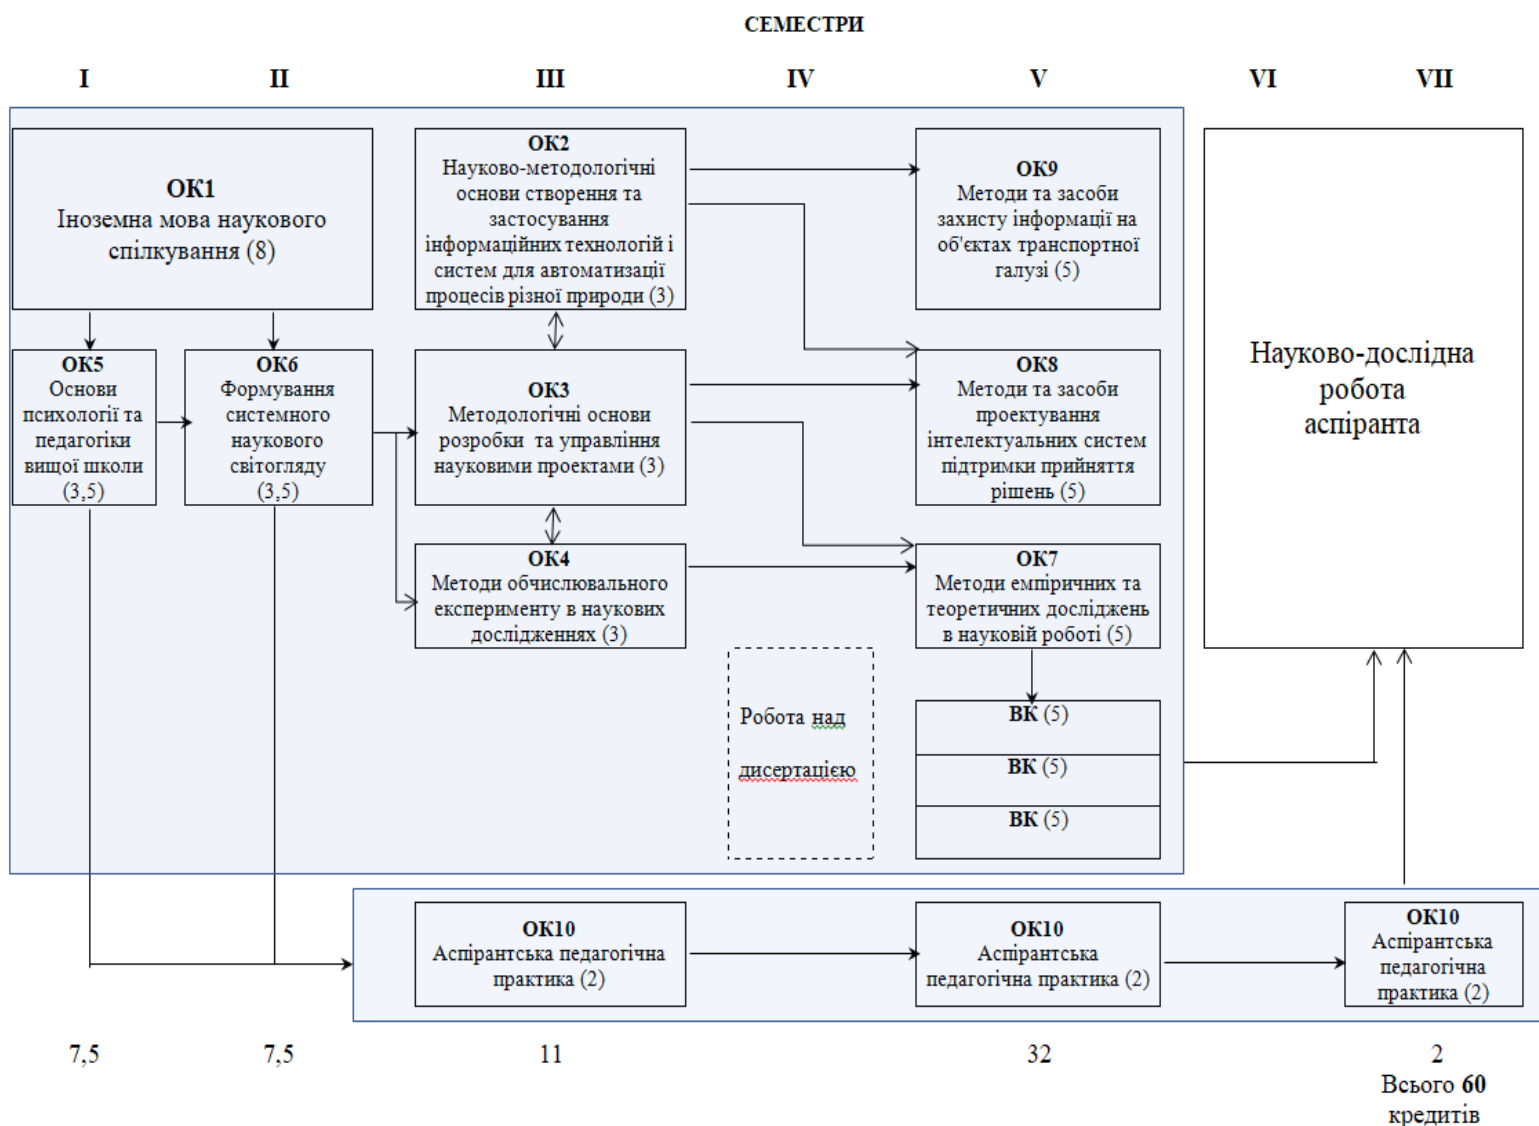 СЕМЕСТРИ
I II III IV V VI VII
ОК1
Іноземна мова наукового
спілкування (8)
ОК5
Основи
психології та
педагогіки
вищої школи
(3,5)
ОК6
Формування
системного
наукового
світогляду
(3,5)
ОК2
Науково-методологічні
основи створення та
застосування
інформаційних технологій і
систем для автоматизації
процесів різної природи (3)
ОК3
Методологічні основи
розробки та управління
науковими проектами (3)
ОК4
Методи обчислювального
експерименту в наукових
дослідженнях (3)
Робота над
дисертацією
ОК9
Методи та засоби
захисту інформації на
об'єктах транспортної
галузі (5)
ОК8
Методи та засоби
проектування
інтелектуальних систем
підтримки прийняття
рішень (5)
ОК7
Методи емпіричних та
теоретичних досліджень
в науковій роботі (5)
ВК (5)
ВК (5)
ВК (5)
Науково-дослідна
робота
аспіранта
ОК10
Аспірантська педагогічна
практика (2)
ОК10
Аспірантська
педагогічна практика (2)
ОК10
Аспірантська
педагогічна
практика (2)
7,5 7,5 11 32 2
Всього 60
кредитів